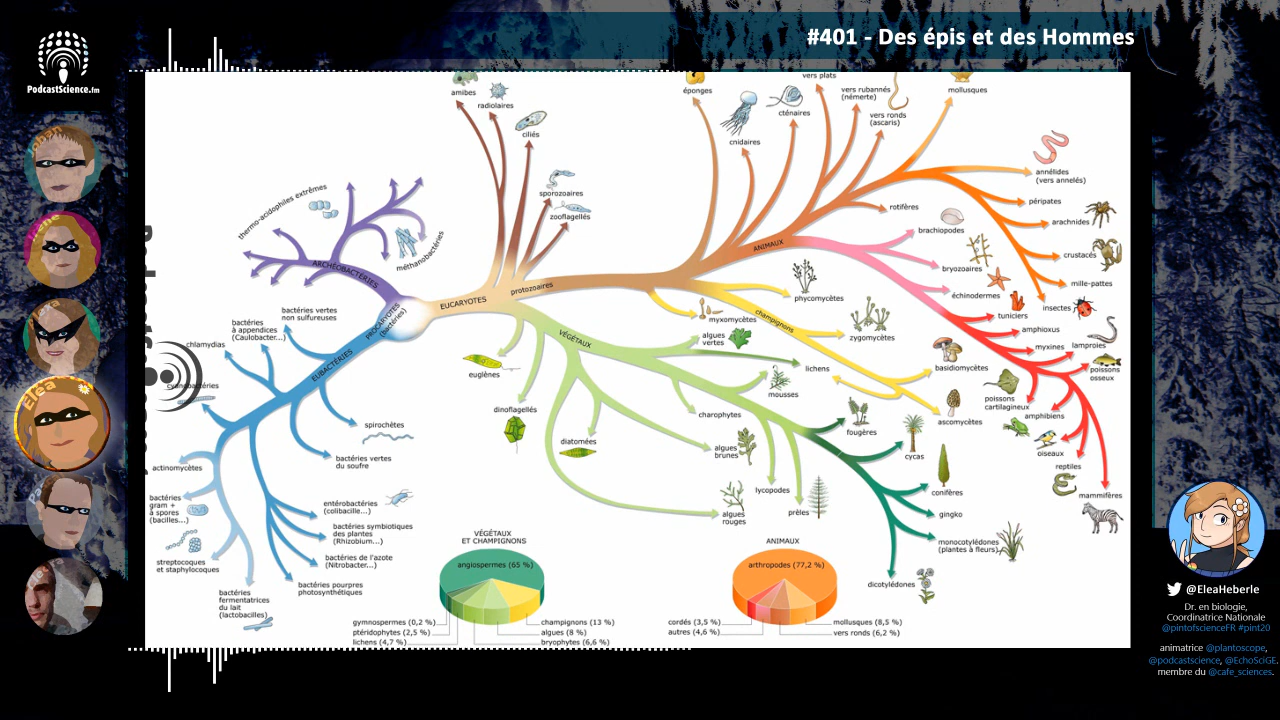 #401 - Des épis et des Hommes
PodcastScience.fm
amibes
radiolaires
ciliés
sporozoaires
zooflagellés
éponges
cnidaires
cténaires
vers plats
vers rubannés
(némerte)
vers ronds
(ascaris)
mollusques
annélides
(vers annelés)
péripates
arachnides
crustacés
mille-pattes
insectes
rotifères
brachiopodes
bryozoaires
échinodermes
tuniciers
amphioxus
myxines
lamproies
poissons
osseux
poissons
cartilagineux
amphibiens
oiseaux
reptiles
mammifères
thermo-acidophiles extrêmes
méthanobactéries
ARCHÉOBACTÉRIES
PROCARYOTES
(bactéries)
EUBACTÉRIES
EUCARYOTES
protozoaires
ANIMAUX
champignons
VÉGÉTAUX
phycomycètes
myxomycètes
zygomycètes
basidiomycètes
ascomycètes
lichens
algues
vertes
mousses
charophytes
euglènes
dinoflagellés
diatomées
algues
brunes
algues
rouges
lycopodes
prêles
fougères
cycas
conifères
gingko
monocotylédones
(plantes à fleurs)
dicotylédones
bactéries vertes
non sulfureuses
bactéries
à appendices
(Caulobacter...)
chlamydias
cyanobactéries
actinomycètes
bactéries
gram +
à spores
(bacilles...)
streptocoques
et staphylocoques
bactéries
fermentatrices
du lait
(lactobacilles)
spirochètes
bactéries vertes
du soufre
entérobactéries
(colibacille...)
bactéries symbiotiques
des plantes
(Rhizobium...)
bactéries de l'azote
(Nitrobacter...)
bactéries pourpres
photosynthétiques
VÉGÉTAUX
ET CHAMPIGNONS
angiospermes (65 %)
gymnospermes (0,2 %)
ptéridophytes (2,5 %)
lichens (4,7 %)
champignons (13 %)
algues (8 %)
bryophytes (6,6 %)
ANIMAUX
arthropodes (77,2 %)
cordés (3,5 %)
autres (4,6 %)
mollusques (8,5 %)
vers ronds (6,2 %)
Eléa
@EleaHeberle
Dr. en biologie,
Coordinatrice Nationale
@pintofscienceFR #pint20
animatrice @plantoscope,
@podcastscience, @EchoSciGE.
membre du @cafe_sciences.